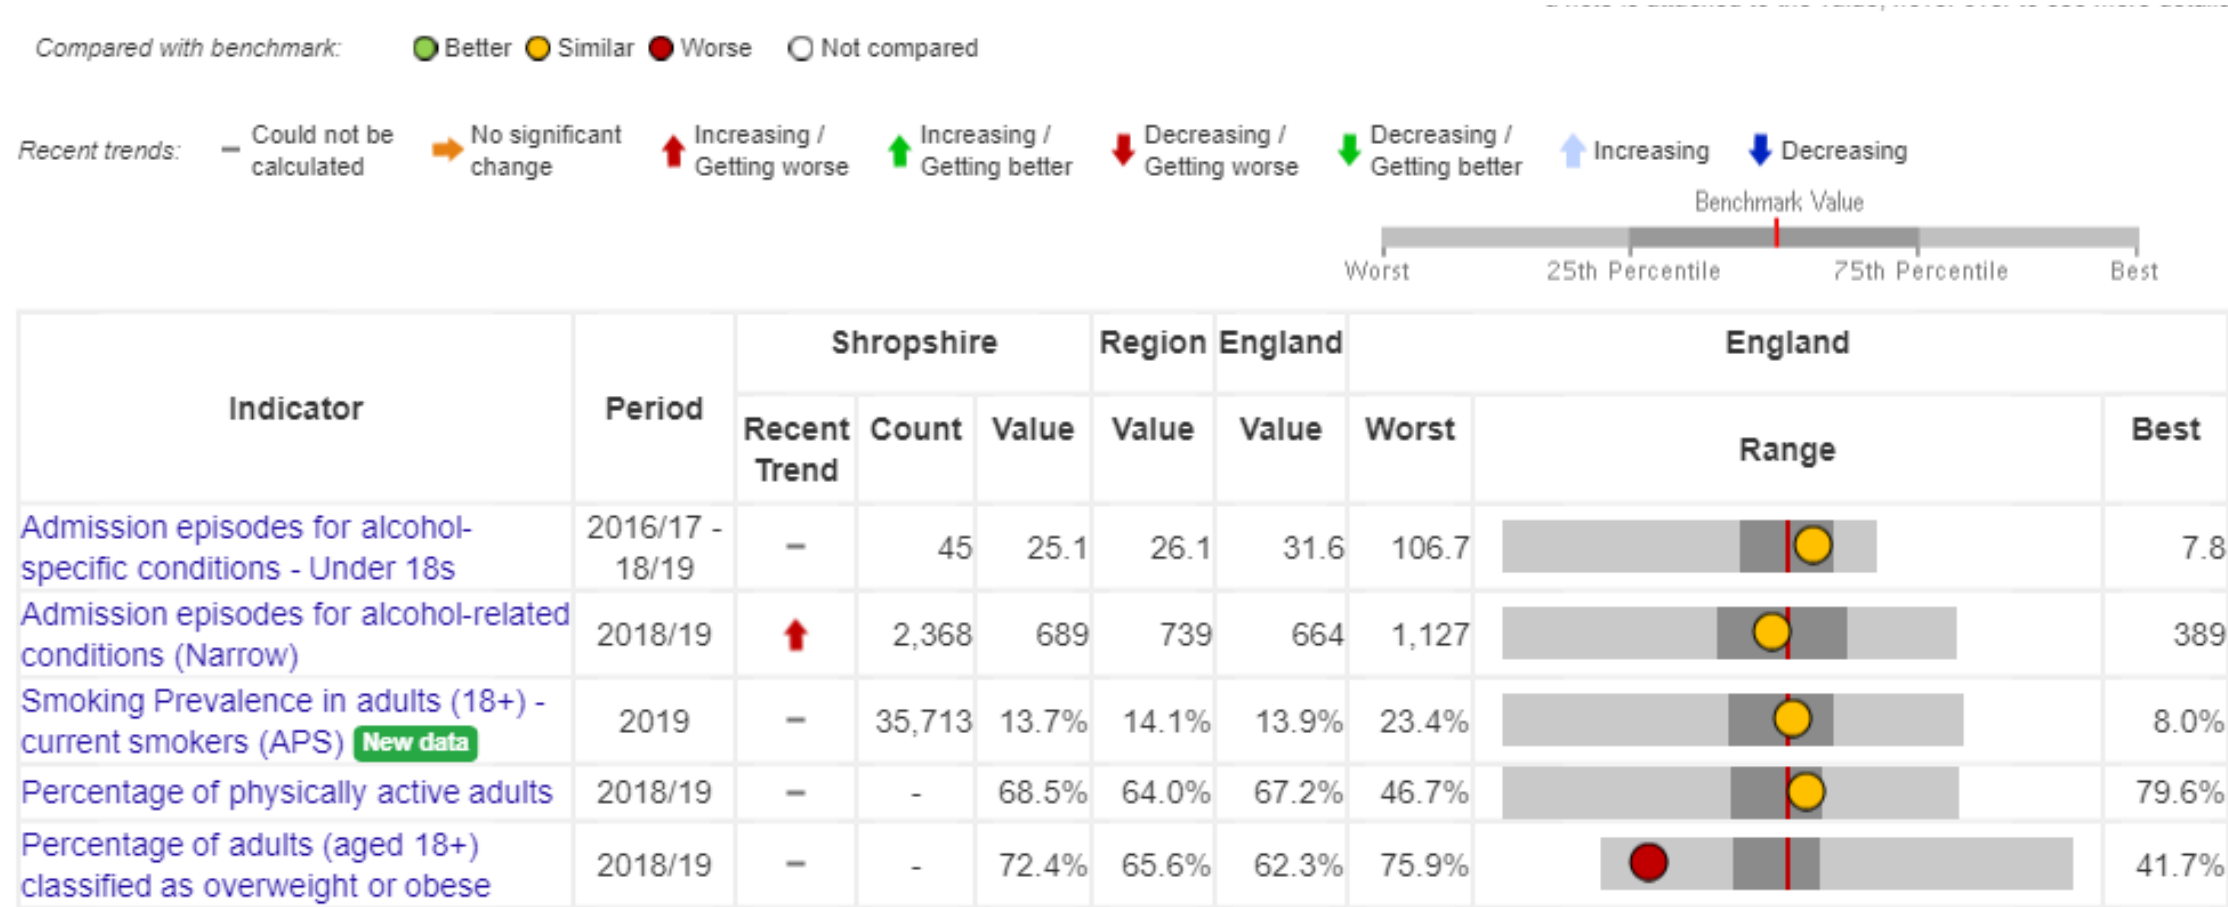 Compared with benchmark: Better Similar Worse Not compared
Recent trends: – Could not be calculated No significant change Increasing / Getting worse Increasing / Getting better Decreasing / Getting worse Decreasing / Getting better Increasing Decreasing
Benchmark Value
Worst 25th Percentile 75th Percentile Best
Shropshire Region England England
Indicator Period Recent Trend Count Value Value Value Worst Range Best
Admission episodes for alcohol-
specific conditions - Under 18s
2016/17 -
18/19
– 45 25.1 26.1 31.6 106.7 7.8
Admission episodes for alcohol-related
conditions (Narrow)
2018/19 2,368 689 739 664 1,127 389
Smoking Prevalence in adults (18+) -
current smokers (APS) New data
2019 – 35,713 13.7% 14.1% 13.9% 23.4% 8.0%
Percentage of physically active adults 2018/19 – - 68.5% 64.0% 67.2% 46.7% 79.6%
Percentage of adults (aged 18+)
classified as overweight or obese
2018/19 – - 72.4% 65.6% 62.3% 75.9% 41.7%